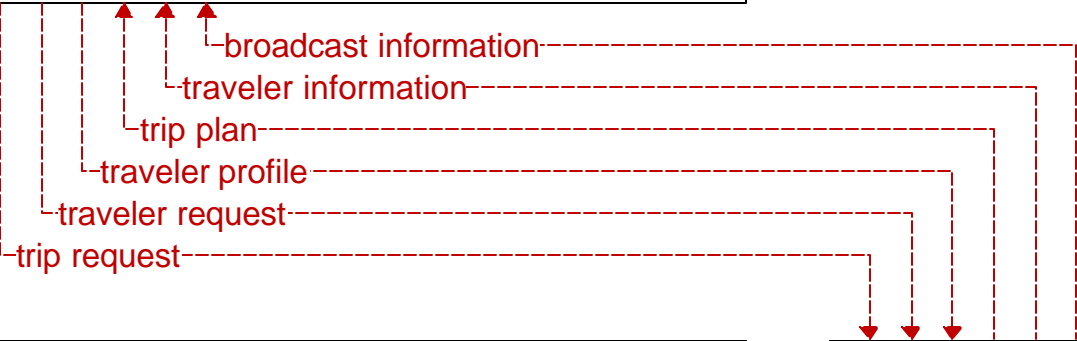 broadcast information
traveler information
trip plan
traveler profile
traveler request
trip request